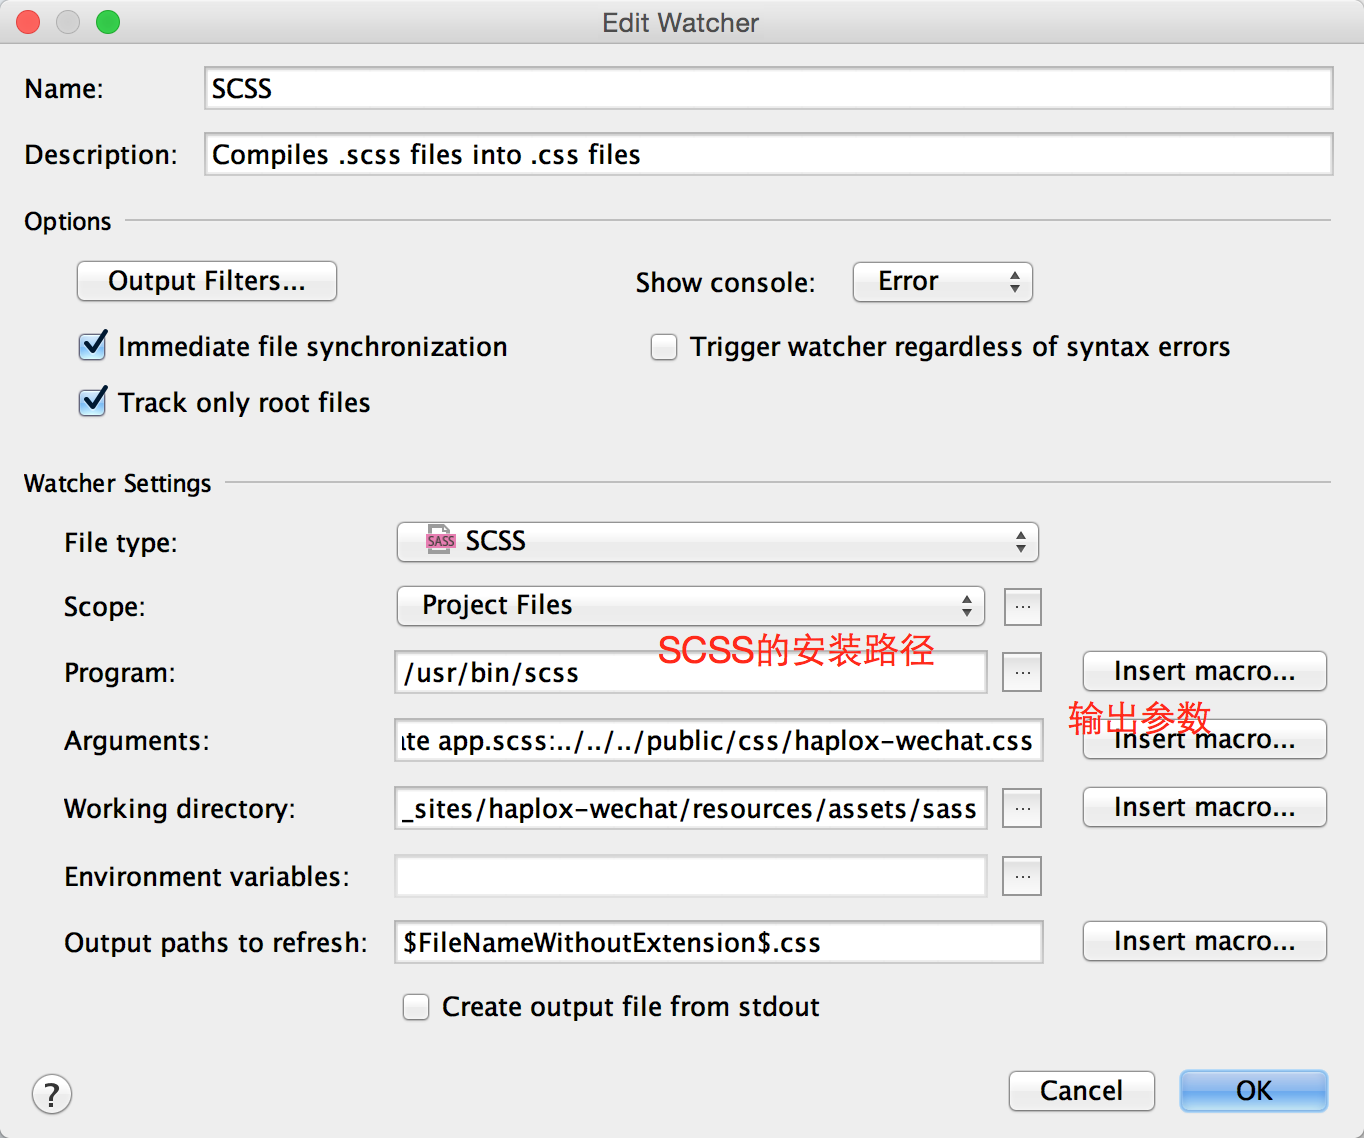 Edit Watcher
Name: SCSS
Description: Compiles .scss files into .css files
Options
Output Filters... Show console: Error
Immediate file synchronization Trigger watcher regardless of syntax errors
Track only root files
Watcher Settings
File type: SASS SCSS
Scope: Project Files ...
SCSS的安装路径
Program: /usr/bin/scss ... Insert macro...
输出参数
Arguments: ate app.scss:../../../public/css/haplox-wechat.css Insert macro...
Working directory: _sites/haplox-wechat/resources/assets/sass ... Insert macro...
Environment variables: ...
Output paths to refresh: $FileNameWithoutExtension$.css Insert macro...
Create output file from stdout
? Cancel OK